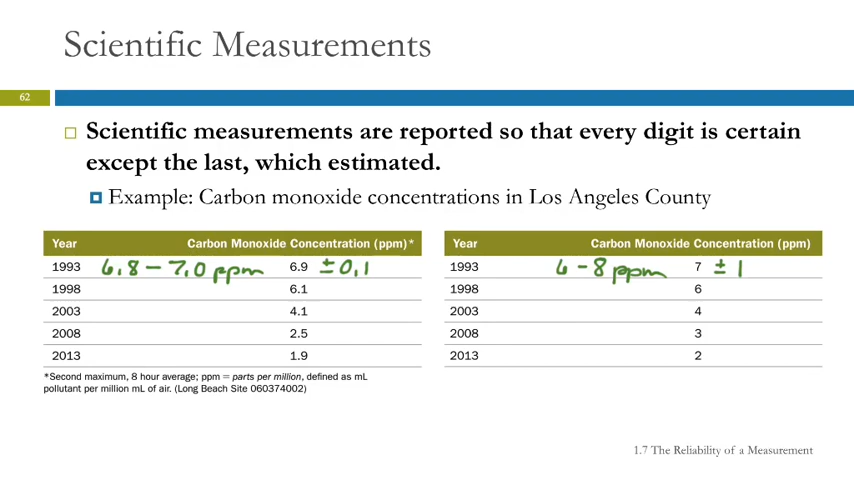 Scientific Measurements
62
Scientific measurements are reported so that every digit is certain
except the last, which estimated.
Example: Carbon monoxide concentrations in Los Angeles County
Year Carbon Monoxide Concentration (ppm)*
1993 6.8 – 7.0 ppm 6.9 ± 0.1
1998 6.1
2003 4.1
2008 2.5
2013 1.9
*Second maximum, 8 hour average; ppm = parts per million, defined as mL
pollutant per million mL of air. (Long Beach Site 060374002)
Year Carbon Monoxide Concentration (ppm)
1993 6 – 8 ppm 7 ± 1
1998 6
2003 4
2008 3
2013 2
1.7 The Reliability of a Measurement